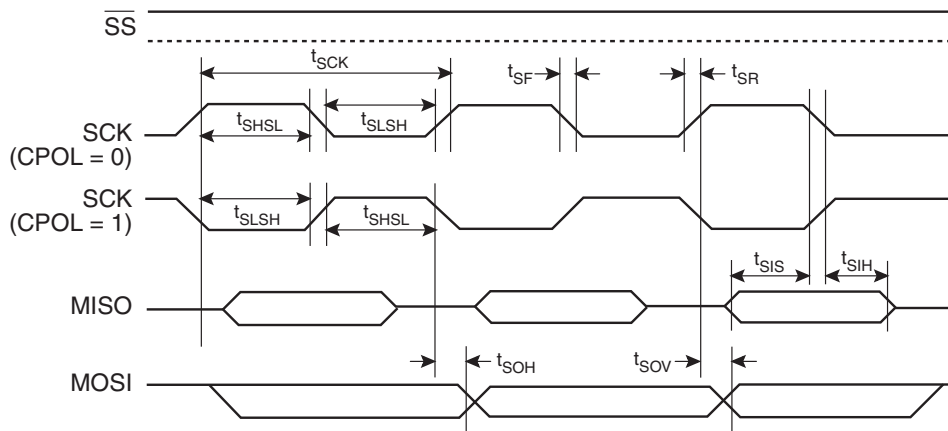 SS
tSCK
tSF
tSR
tSHSL
tSLSH
SCK
(CPOL = 0)
SCK
(CPOL = 1)
tSLSH
tSHSL
tSIS
tSIH
MISO
tSOH
tSOV
MOSI